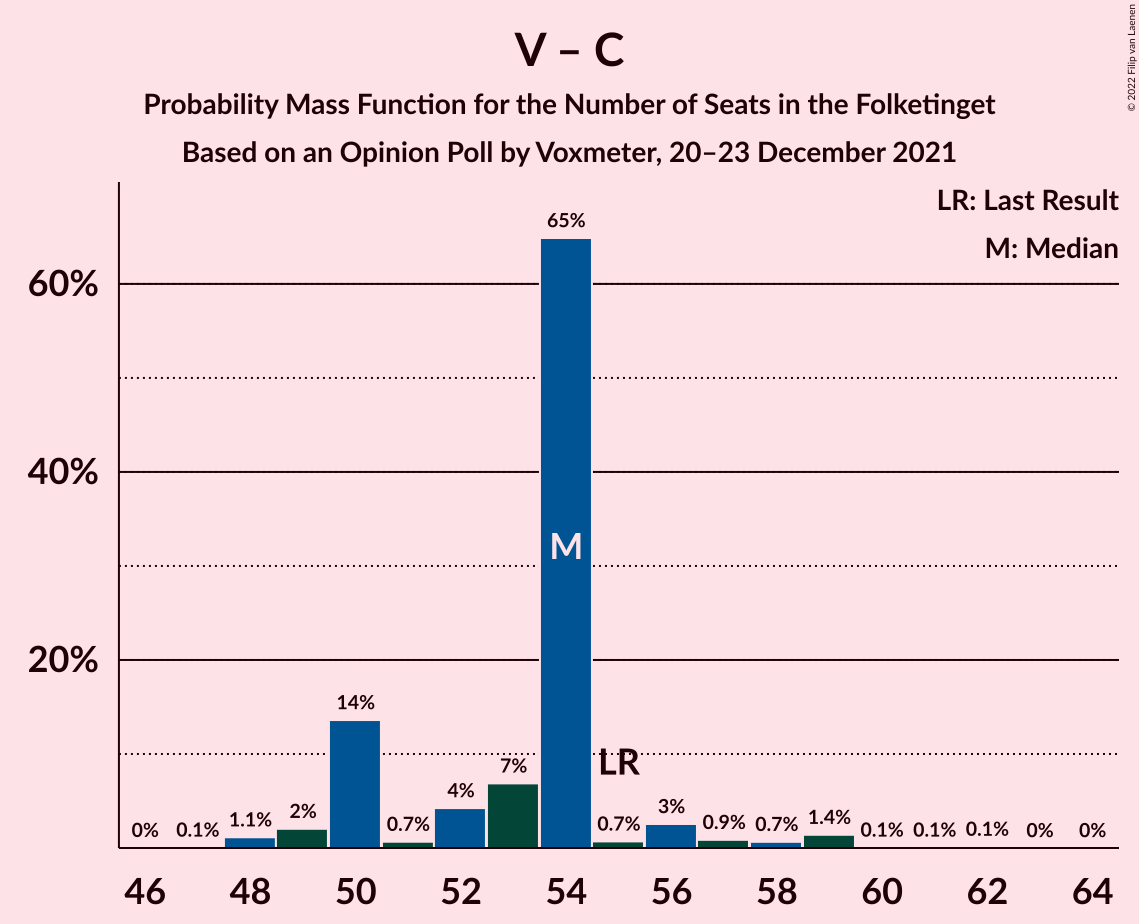 V – C
Probability Mass Function for the Number of Seats in the Folketinget
Based on an Opinion Poll by Voxmeter, 20–23 December 2021
© 2022 Filip van Laenen
LR: Last Result
M: Median
60%
40%
20%
0%
0.1%
1.1%
2%
14%
0.7%
4%
7%
65%
M
LR
0.7%
3%
0.9%
0.7%
1.4%
0.1%
0.1%
0.1%
0%
0%
46 48 50 52 54 56 58 60 62 64